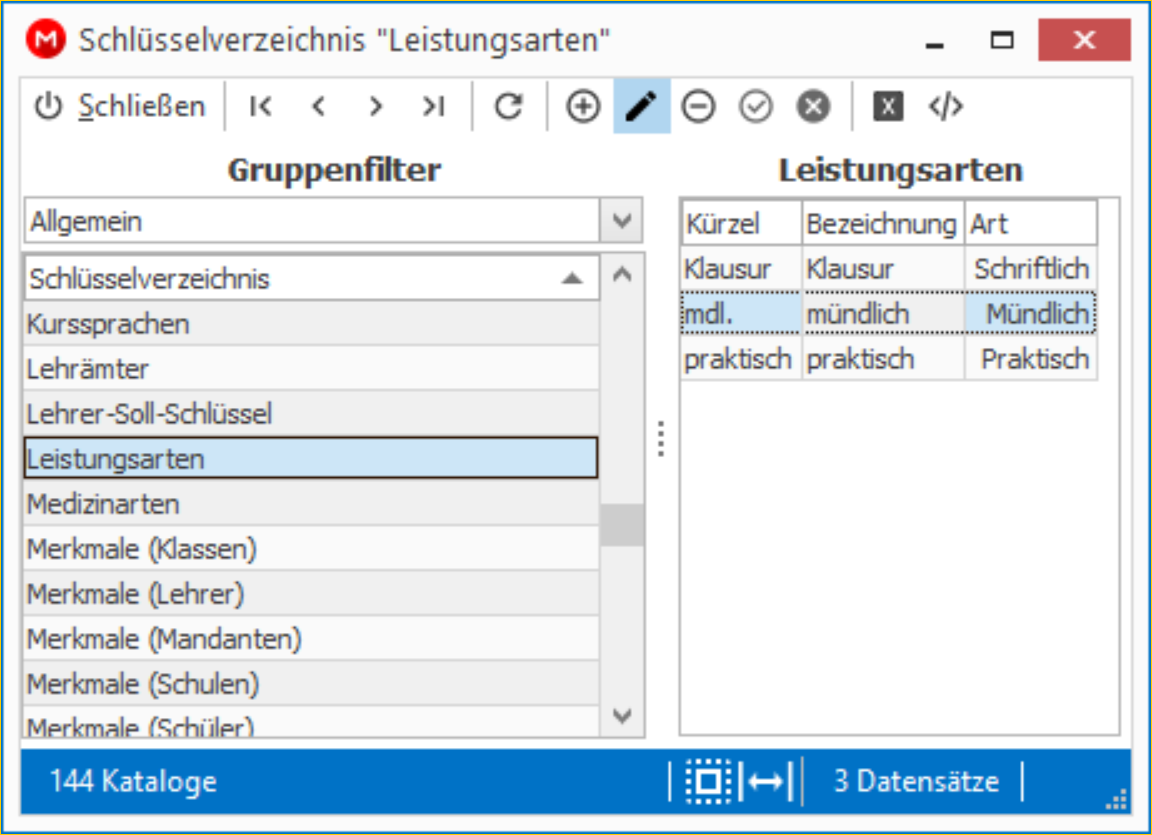 M Schlüsselverzeichnis "Leistungsarten"
Schließen
Gruppenfilter
Allgemein
Schlüsselverzeichnis
Kurssprachen
Lehrämter
Lehrer-Soll-Schlüssel
Leistungsarten
Medizinarten
Merkmale (Klassen)
Merkmale (Lehrer)
Merkmale (Mandanten)
Merkmale (Schulen)
Merkmale (Schüler)
Leistungsarten
Kürzel Bezeichnung Art
Klausur Klausur Schriftlich
mdl. mündlich Mündlich
praktisch praktisch Praktisch
144 Kataloge 3 Datensätze